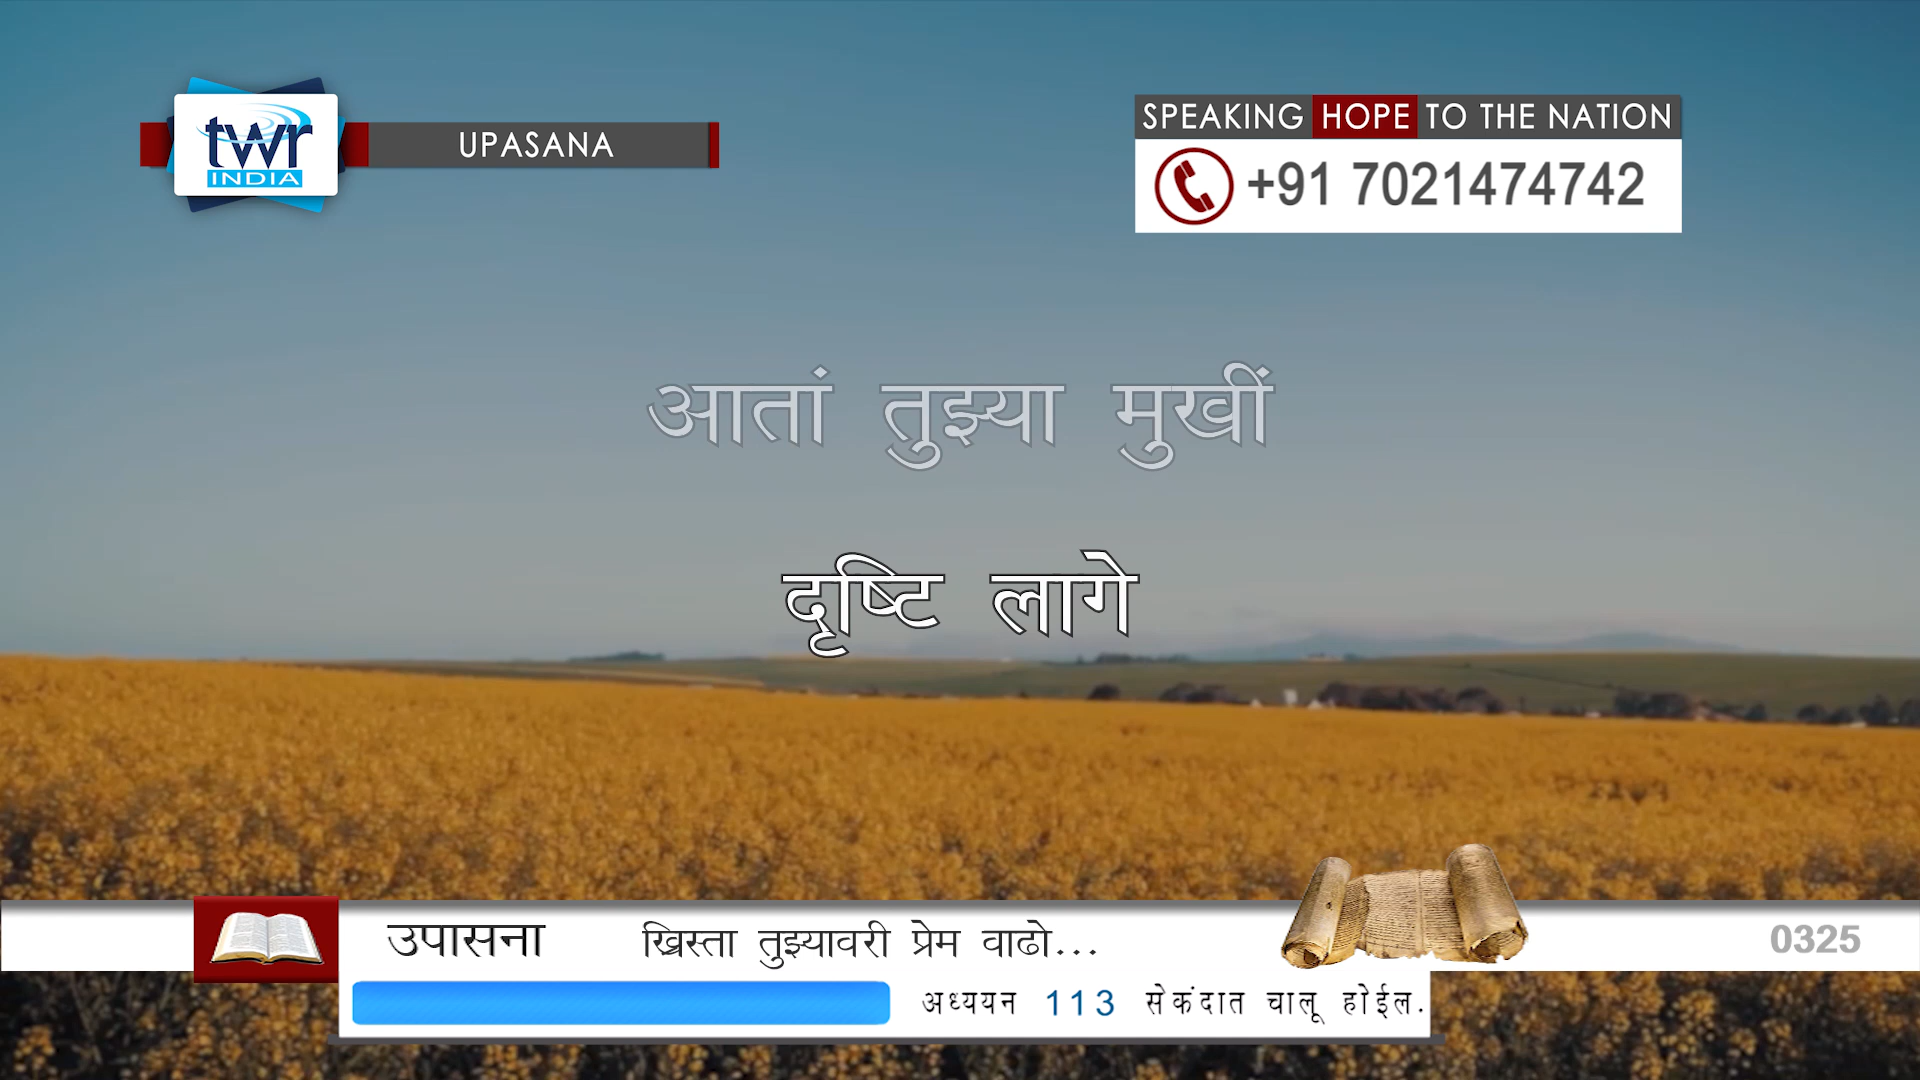 twr
INDIA
UPASANA
SPEAKING HOPE TO THE NATION
+91 7021474742
आतां तुझ्या मुखीं
दृष्टि लागे
उपासना ख्रिस्ता तुझ्यावरी प्रेम वाढो...
0325
अध्ययन 113 सेकंदात चालू होईल.